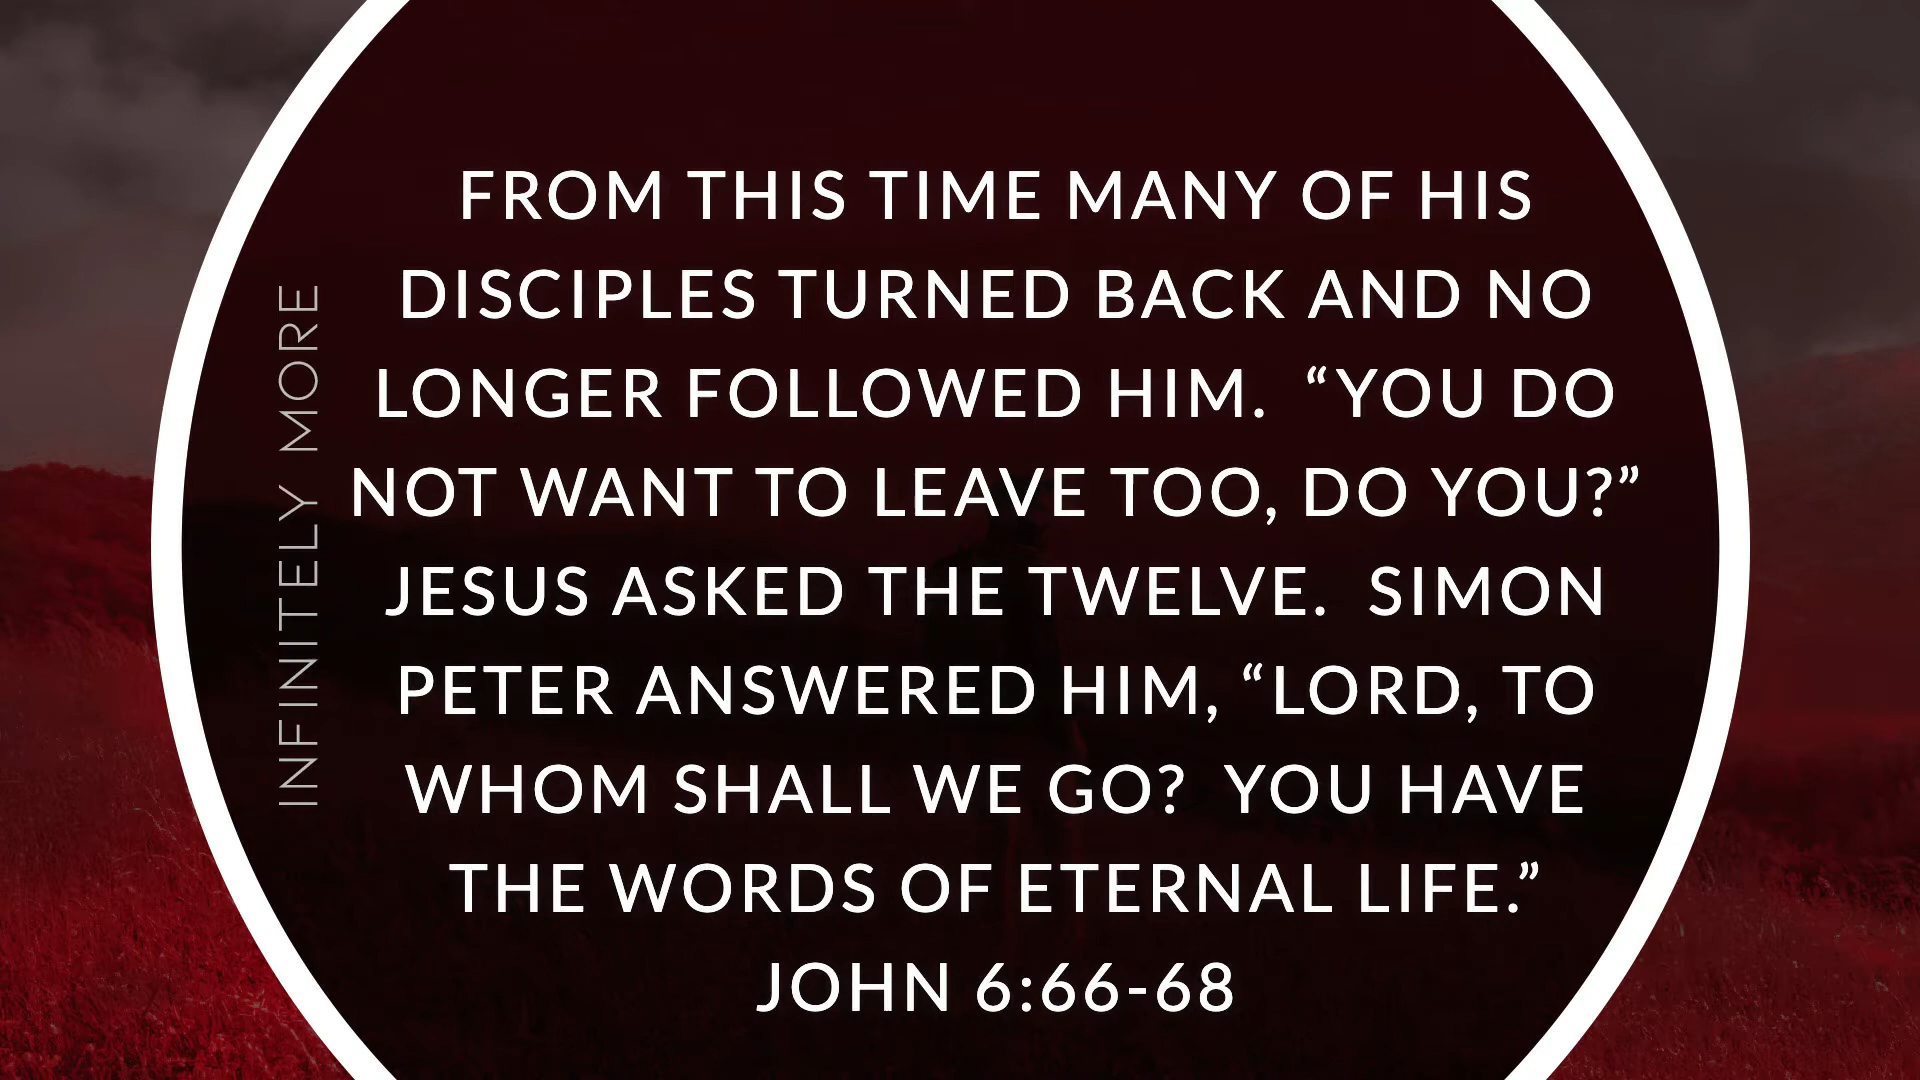 INFINITELY MORE
FROM THIS TIME MANY OF HIS
DISCIPLES TURNED BACK AND NO
LONGER FOLLOWED HIM.  “YOU DO
NOT WANT TO LEAVE TOO, DO YOU?”
JESUS ASKED THE TWELVE.  SIMON
PETER ANSWERED HIM, “LORD, TO
WHOM SHALL WE GO?  YOU HAVE
THE WORDS OF ETERNAL LIFE.”
JOHN 6:66-68